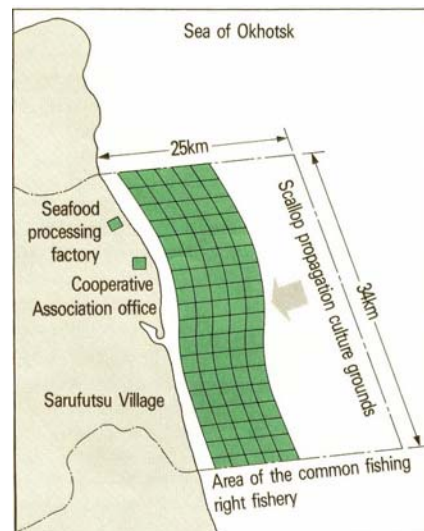 Sea of Okhotsk
25km
Seafood
processing
factory
Cooperative
Association office
Scallop propagation culture grounds
34km
Sarufutsu Village
Area of the common fishing
right fishery